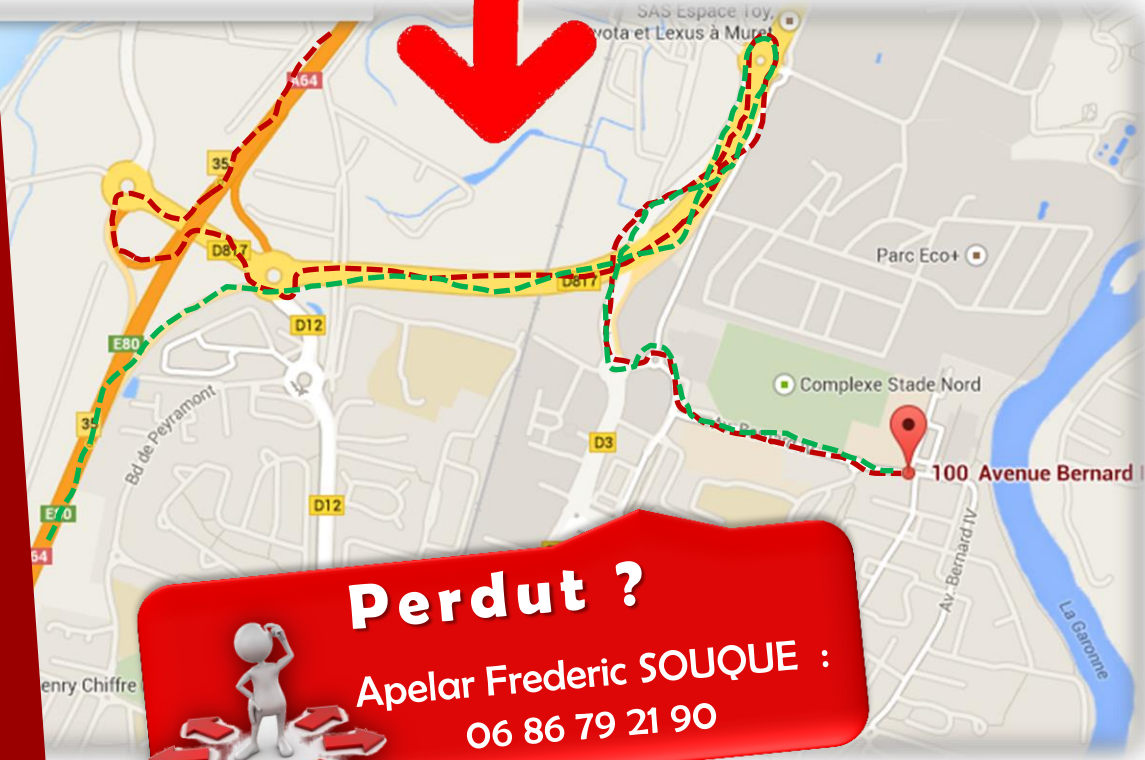 SAS Espace Toy,
yota et Lexus à Muret
A64
35
D817
Parc Eco+
D817
D12
E80
Complexe Stade Nord
35
Bd de Peyramont
D3
100 Avenue Bernard
D12
E80
64
Av. Bernard IV
La Garonne
Perdut ?
Apelar Frederic SOUQUE :
06 86 79 21 90
enry Chiffre